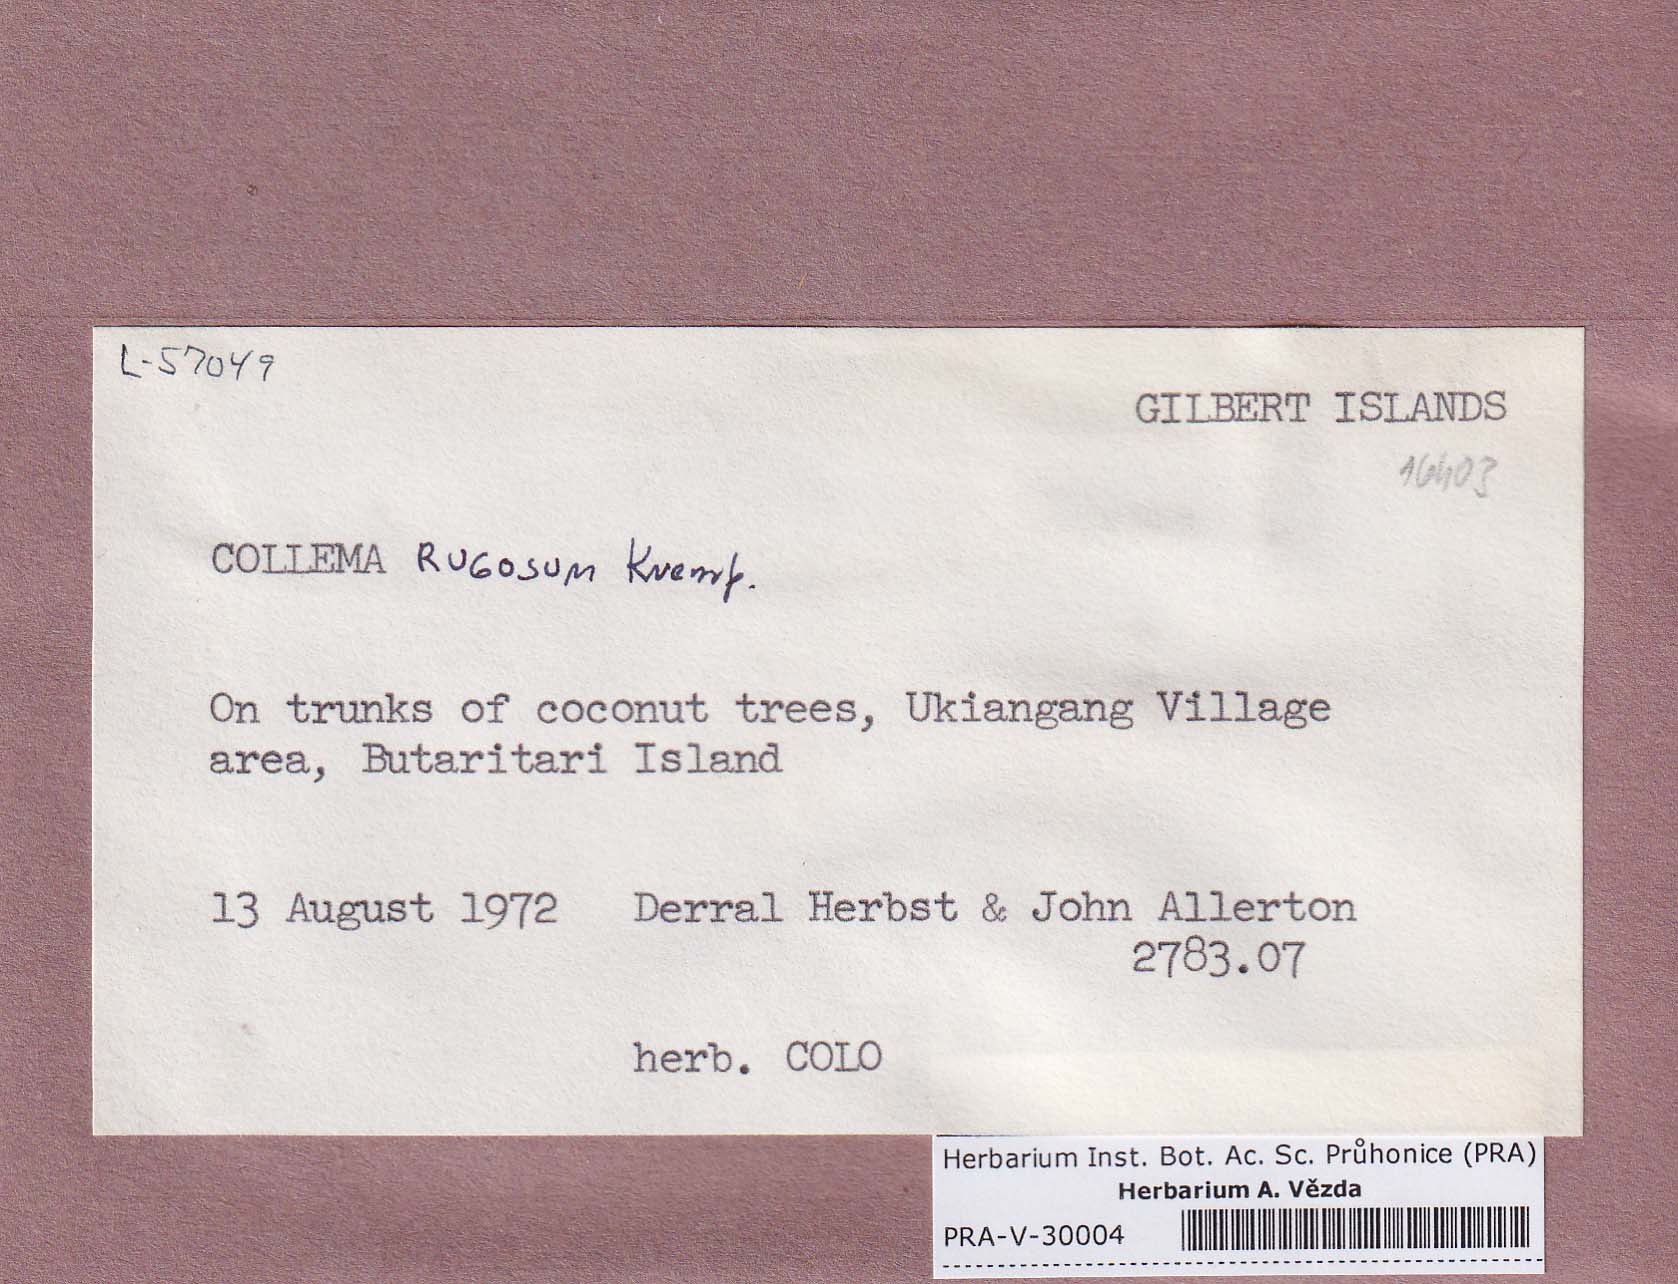 L-57049
GILBERT ISLANDS
16403
COLLEMA RUGOSUM Kremp.
On trunks of coconut trees, Ukiangang Village
area, Butaritari Island
13 August 1972 Derral Herbst & John Allerton
2783.07
herb. COLO
Herbarium Inst. Bot. Ac. Sc. Průhonice (PRA)
Herbarium A. Vězda
PRA-V-30004